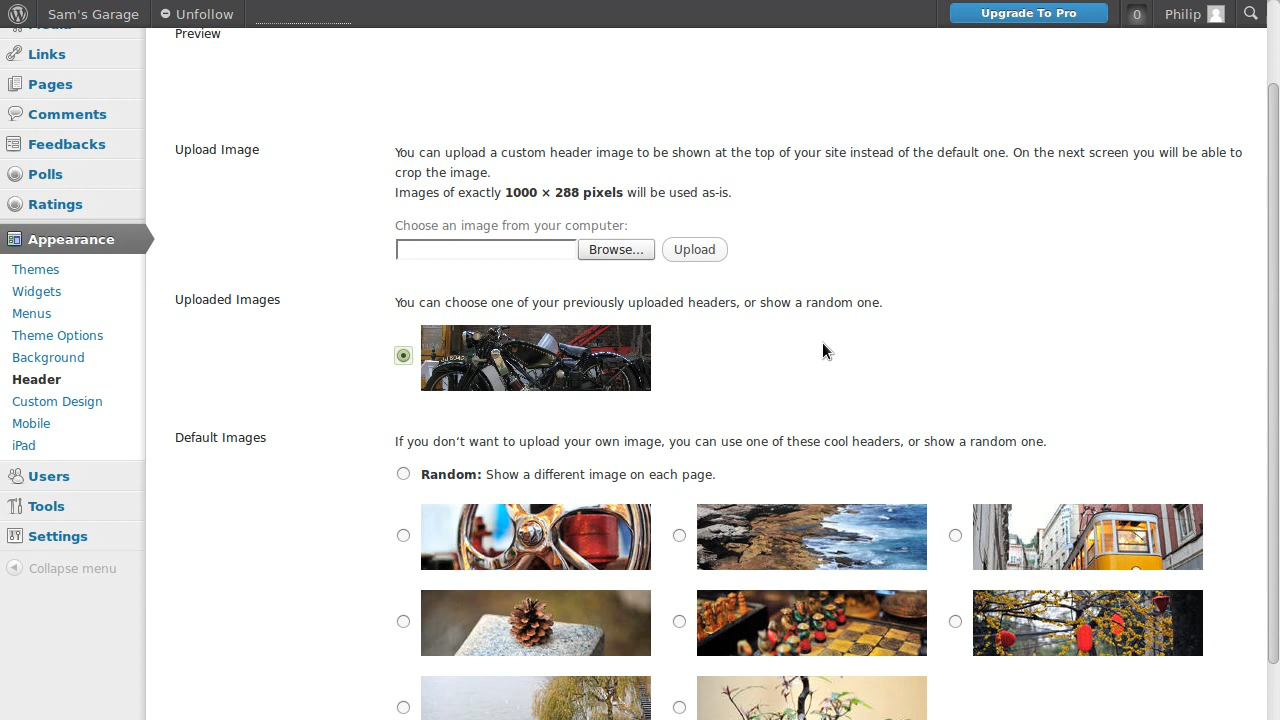 Sam's Garage
Unfollow
Upgrade To Pro
0
Philip
Media
Links
Pages
Comments
Feedbacks
Polls
Ratings
Appearance
Themes
Widgets
Menus
Theme Options
Background
Header
Custom Design
Mobile
iPad
Users
Tools
Settings
Collapse menu
Preview
Upload Image
You can upload a custom header image to be shown at the top of your site instead of the default one. On the next screen you will be able to
crop the image.
Images of exactly 1000 × 288 pixels will be used as-is.
Choose an image from your computer:
Browse...
Upload
Uploaded Images
You can choose one of your previously uploaded headers, or show a random one.
Default Images
If you don‘t want to upload your own image, you can use one of these cool headers, or show a random one.
Random: Show a different image on each page.